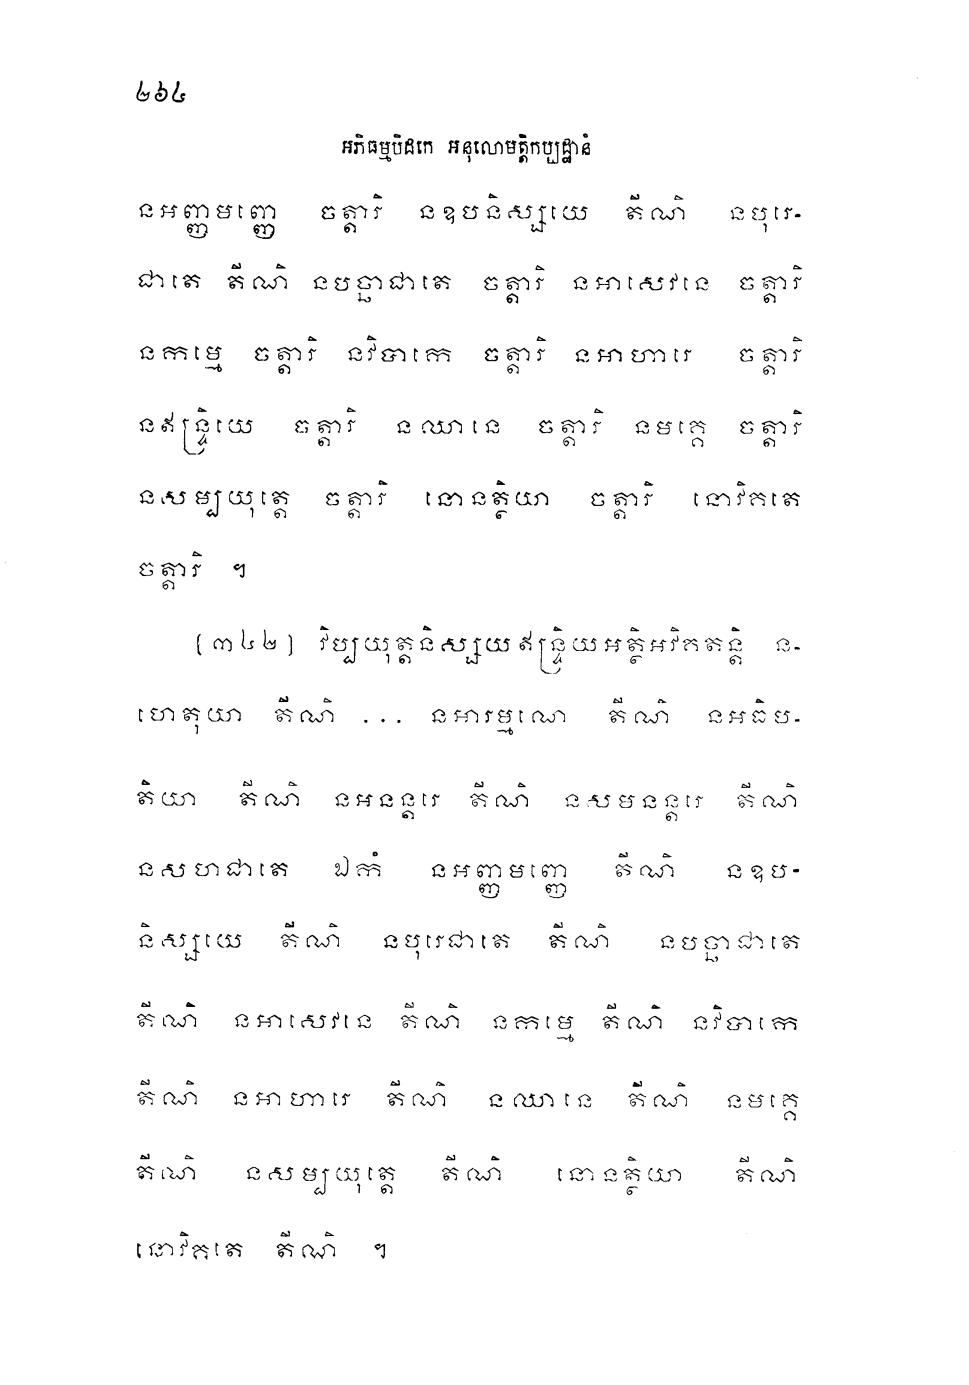 ២៦៤
អភិធម្មបិដកេ អនុលោមត្តិកប្បដ្ឋានំ
នអញ្ញមញ្ញេ ចត្តារិ នឧបនិស្សយេ តីណិ នបុរេ-
ជាតេ តីណិ នបច្ឆាជាតេ ចត្តារិ នអាសេវនេ ចត្តារិ
នកម្មេ ចត្តារិ នវិបាកេ ចត្តារិ នអាហារេ ចត្តារិ
នឥន្ទ្រិយេ ចត្តារិ នឈានេ ចត្តារិ នមគ្គេ ចត្តារិ
នសម្បយុត្តេ ចត្តារិ នោនត្ថិយា ចត្តារិ នោវិគតេ
ចត្តារិ ។
(៣៤២) វិប្បយុត្តនិស្សយឥន្ទ្រិយអត្ថិអវិគតន្តិ ន-
ហេតុយា តីណិ ... នអារម្មណេ តីណិ នអធិប-
តិយា តីណិ នអនន្តរេ តីណិ នសមនន្តរេ តីណិ
នសហជាតេ ឯកំ នអញ្ញមញ្ញេ តីណិ នឧប-
និស្សយេ តីណិ នបុរេជាតេ តីណិ នបច្ឆាជាតេ
តីណិ នអាសេវនេ តីណិ នកម្មេ តីណិ នវិបាកេ
តីណិ នអាហារេ តីណិ នឈានេ តីណិ នមគ្គេ
តីណិ នសម្បយុត្តេ តីណិ នោនត្ថិយា តីណិ
នោវិគតេ តីណិ ។